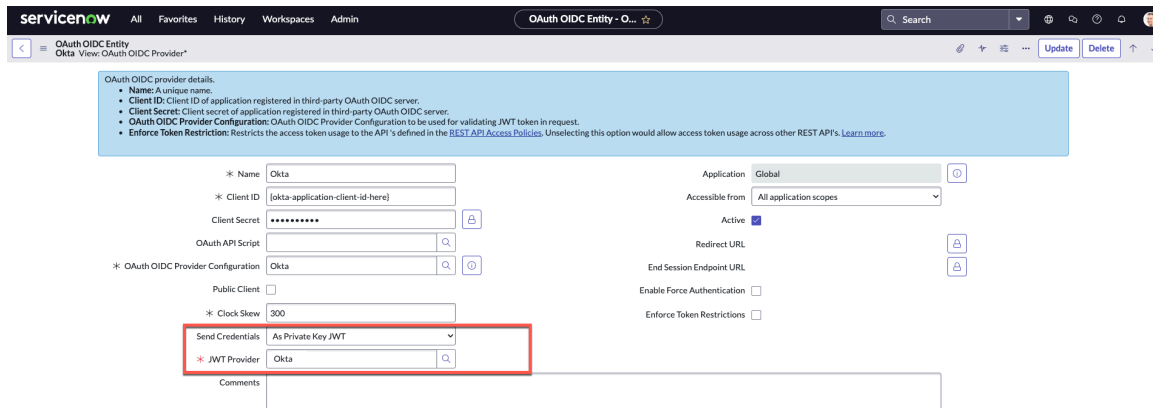 servicenow All Favorites History Workspaces Admin OAuth OIDC Entity - O... ☆ Search
OAuth OIDC Entity
Okta View: OAuth OIDC Provider*
Update Delete
OAuth OIDC provider details.
• Name: A unique name.
• Client ID: Client ID of application registered in third-party OAuth OIDC server.
• Client Secret: Client secret of application registered in third-party OAuth OIDC server.
• OAuth OIDC Provider Configuration: OAuth OIDC Provider Configuration to be used for validating JWT token in request.
• Enforce Token Restriction: Restricts the access token usage to the API 's defined in the REST API Access Policies. Unselecting this option would allow access token usage across other REST API's. Learn more.
* Name Okta
* Client ID {okta-application-client-id-here}
Client Secret ••••••••••
OAuth API Script
* OAuth OIDC Provider Configuration Okta
Public Client
* Clock Skew 300
Send Credentials As Private Key JWT
* JWT Provider Okta
Comments
Application Global
Accessible from All application scopes
Active
Redirect URL
End Session Endpoint URL
Enable Force Authentication
Enforce Token Restrictions